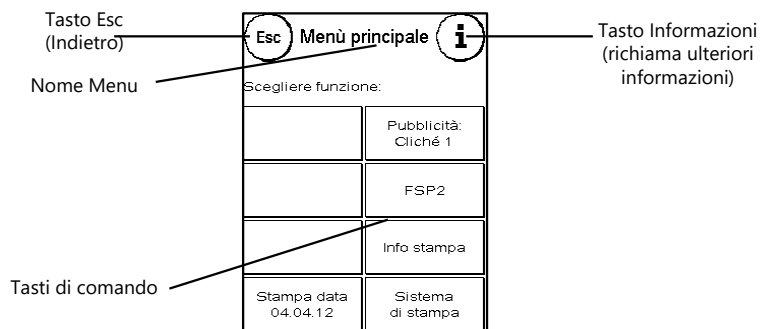 Tasto Esc
(Indietro)
Esc
Menù principale
i
Tasto Informazioni
(richiama ulteriori
informazioni)
Nome Menu
Scegliere funzione:
Pubblicità:
Cliché 1
FSP2
Info stampa
Tasti di comando
Stampa data
04.04.12
Sistema
di stampa